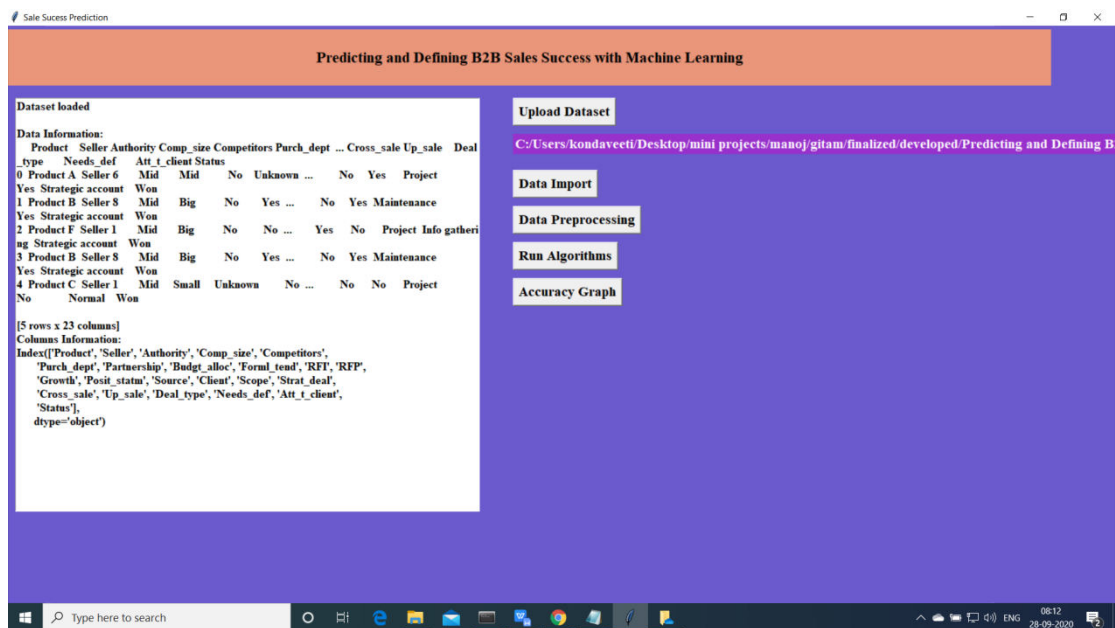 Sale Sucess Prediction
Predicting and Defining B2B Sales Success with Machine Learning
Dataset loaded
Data Information:
Product Seller Authority Comp_size Competitors Purch_dept ... Cross_sale Up_sale Deal
_type Needs_def Att_t_client Status
0 Product A Seller 6 Mid Mid No Unknown ... No Yes Project
Yes Strategic account Won
1 Product B Seller 8 Mid Big No Yes ... No Yes Maintenance
Yes Strategic account Won
2 Product F Seller 1 Mid Big No No ... Yes No Project Info gatheri
ng Strategic account Won
3 Product B Seller 8 Mid Big No Yes ... No Yes Maintenance
Yes Strategic account Won
4 Product C Seller 1 Mid Small Unknown No ... No No Project
No Normal Won
[5 rows x 23 columns]
Columns Information:
Index(['Product', 'Seller', 'Authority', 'Comp_size', 'Competitors',
'Purch_dept', 'Partnership', 'Budgt_alloc', 'Forml_tend', 'RFI', 'RFP',
'Growth', 'Posit_statm', 'Source', 'Client', 'Scope', 'Strat_deal',
'Cross_sale', 'Up_sale', 'Deal_type', 'Needs_def', 'Att_t_client',
'Status'],
dtype='object')
Upload Dataset
C:/Users/kondaveeti/Desktop/mini projects/manoj/gitam/finalized/developed/Predicting and Defining B
Data Import
Data Preprocessing
Run Algorithms
Accuracy Graph
Type here to search
ENG
08:12
28-09-2020